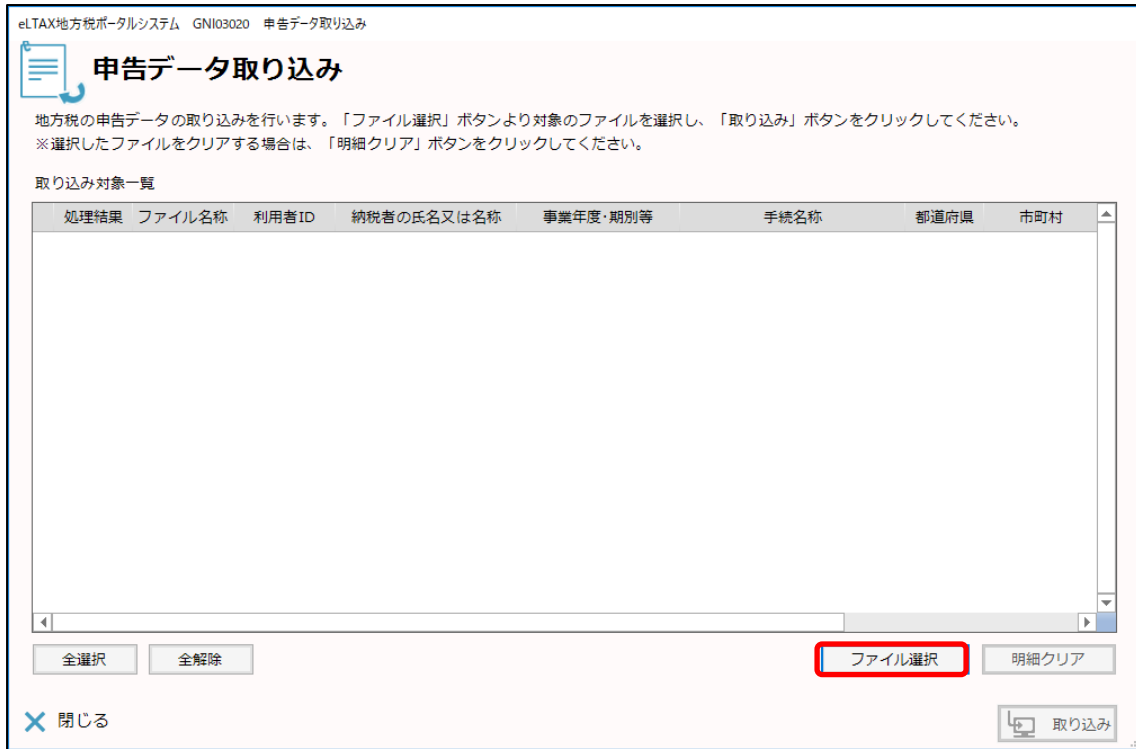 eLTAX地方税ポータルシステム GNI03020 申告データ取り込み
申告データ取り込み
地方税の申告データの取り込みを行います。「ファイル選択」ボタンより対象のファイルを選択し、「取り込み」ボタンをクリックしてください。
※選択したファイルをクリアする場合は、「明細クリア」ボタンをクリックしてください。
取り込み対象一覧
処理結果 ファイル名称 利用者ID 納税者の氏名又は名称 事業年度・期別等 手続名称 都道府県 市町村
全選択 全解除 ファイル選択 明細クリア
閉じる 取り込み